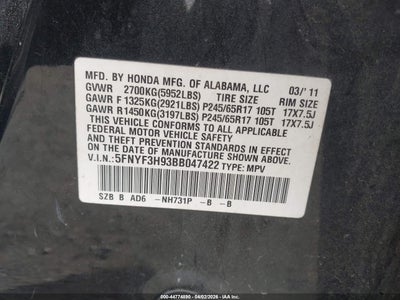 MFD. BY HONDA MFG. OF ALABAMA, LLC 03/'11
GVWR 2700KG(5952LBS) TIRE SIZE RIM SIZE
GAWR F 1325KG(2921LBS) P245/65R17 105T 17X7.5J
GAWR R1450KG(3197LBS) P245/65R17 105T 17X7.5J
THIS VEHICLE CONFORMS TO ALL APPLICABLE
FEDERAL MOTOR VEHICLE SAFETY
AND THEFT PREVENTION STANDARDS IN EFFECT
ON THE DATE OF MANUFACTURE SHOWN ABOVE.
V.I.N.:5FNYF3H93BB047422 TYPE: MPV
SZB B AD6 -NH731P -B -B
000-44774890 - 04/02/2026 - IAAI.COM